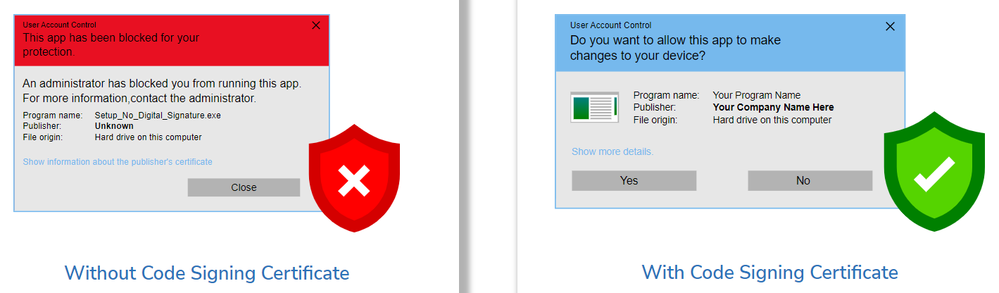 User Account Control
This app has been blocked for your
protection.
An administrator has blocked you from running this app.
For more information,contact the administrator.
Program name: Setup_No_Digital_Signature.exe
Publisher: Unknown
File origin: Hard drive on this computer
Show information about the publisher's certificate
Close
Without Code Signing Certificate
User Account Control
Do you want to allow this app to make
changes to your device?
Program name: Your Program Name
Publisher: Your Company Name Here
File origin: Hard drive on this computer
Show more details.
Yes No
With Code Signing Certificate